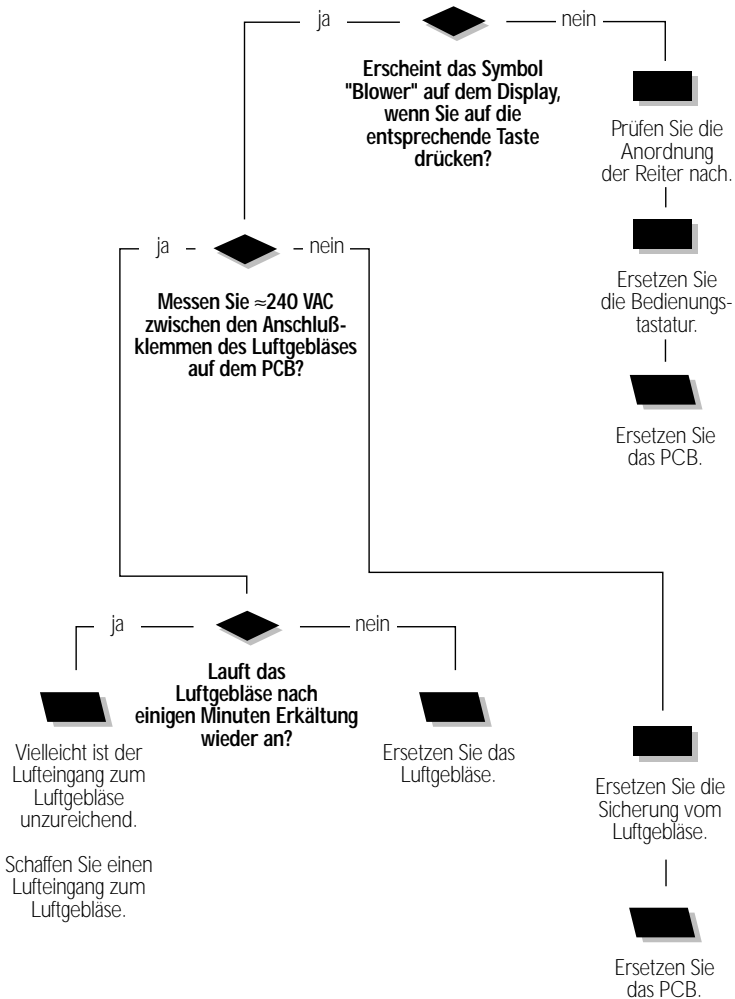 ja
nein
Erscheint das Symbol
"Blower" auf dem Display,
wenn Sie auf die
entsprechende Taste
drücken?
Prüfen Sie die
Anordnung
der Reiter nach.
Ersetzen Sie
die Bedienungs-
tastatur.
Ersetzen Sie
das PCB.
ja
nein
Messen Sie ≈240 VAC
zwischen den Anschluß-
klemmen des Luftgebläses
auf dem PCB?
ja
nein
Lauft das
Luftgebläse nach
einigen Minuten Erkältung
wieder an?
Vielleicht ist der
Lufteingang zum
Luftgebläse
unzureichend.
Schaffen Sie einen
Lufteingang zum
Luftgebläse.
Ersetzen Sie das
Luftgebläse.
Ersetzen Sie die
Sicherung vom
Luftgebläse.
Ersetzen Sie
das PCB.